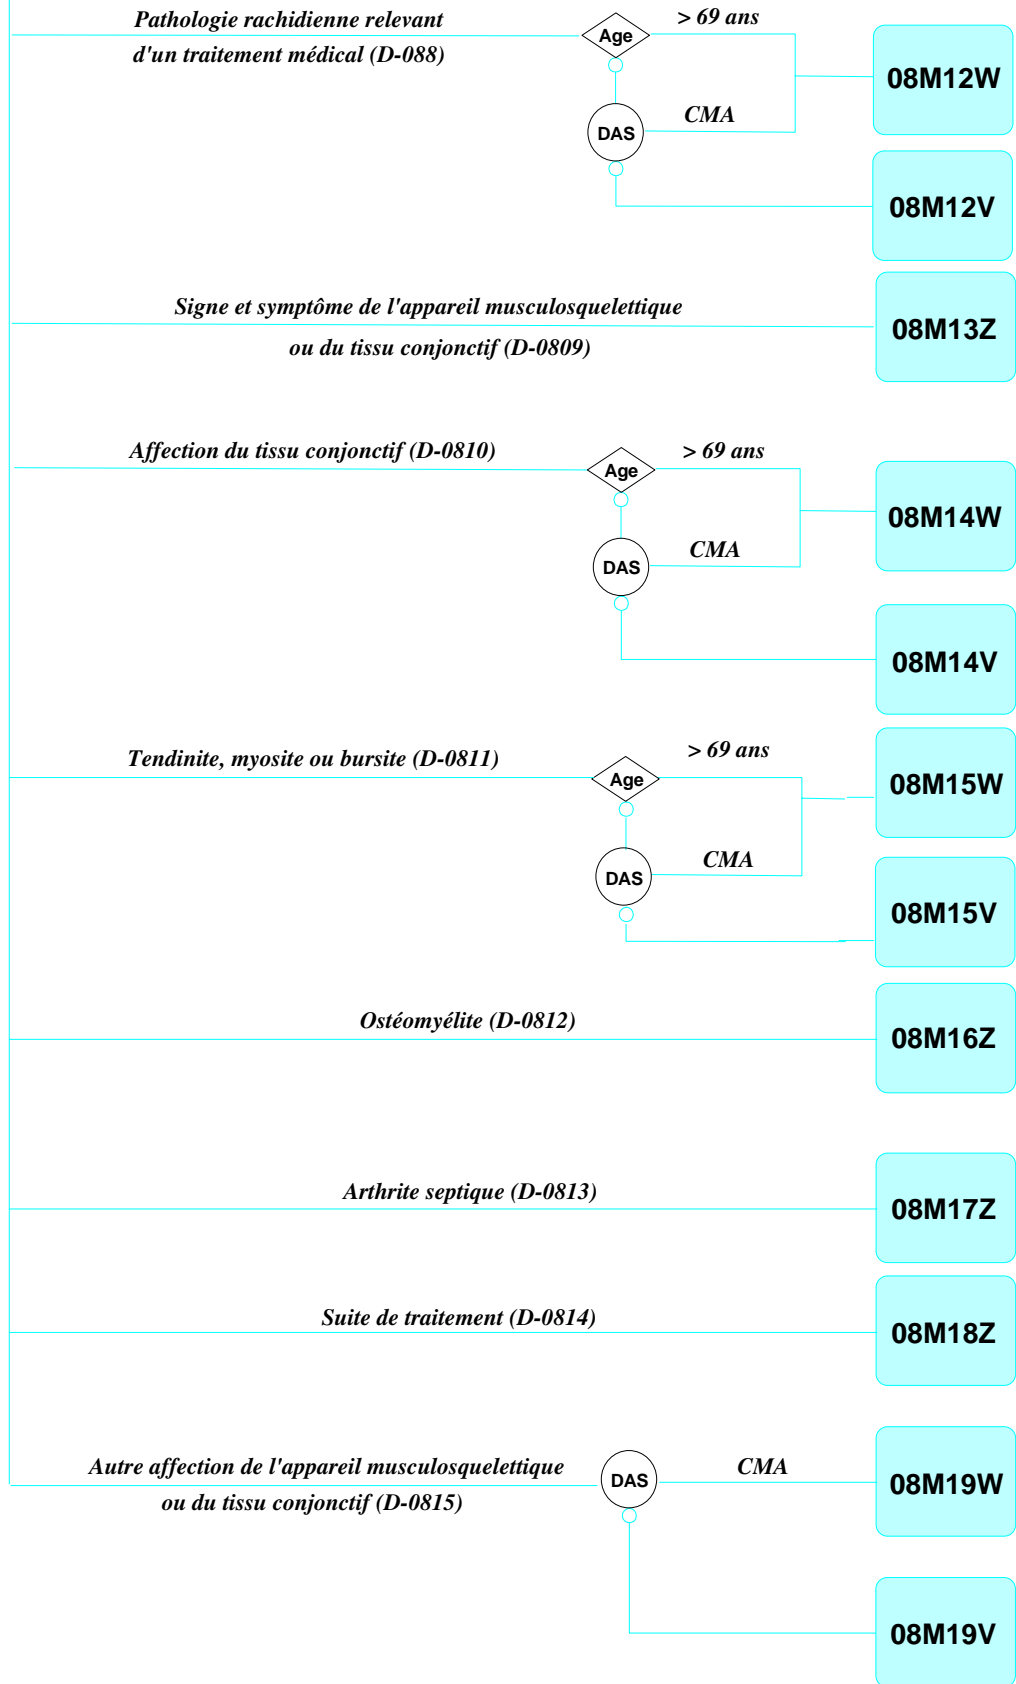 Pathologie rachidienne relevant
d'un traitement médical (D-088)
Age
> 69 ans
08M12W
DAS
CMA
08M12V
Signe et symptôme de l'appareil musculosquelettique
ou du tissu conjonctif (D-0809)
08M13Z
Affection du tissu conjonctif (D-0810)
Age
> 69 ans
08M14W
DAS
CMA
08M14V
Tendinite, myosite ou bursite (D-0811)
Age
> 69 ans
08M15W
DAS
CMA
08M15V
Ostéomyélite (D-0812)
08M16Z
Arthrite septique (D-0813)
08M17Z
Suite de traitement (D-0814)
08M18Z
Autre affection de l'appareil musculosquelettique
ou du tissu conjonctif (D-0815)
DAS
CMA
08M19W
08M19V